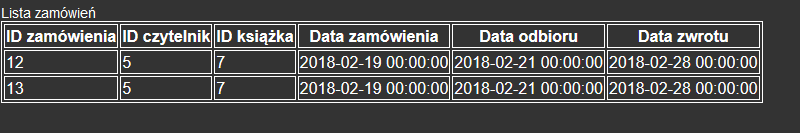 Lista zamówień
ID zamówienia ID czytelnik ID książka Data zamówienia Data odbioru Data zwrotu
12 5 7 2018-02-19 00:00:00 2018-02-21 00:00:00 2018-02-28 00:00:00
13 5 7 2018-02-19 00:00:00 2018-02-21 00:00:00 2018-02-28 00:00:00